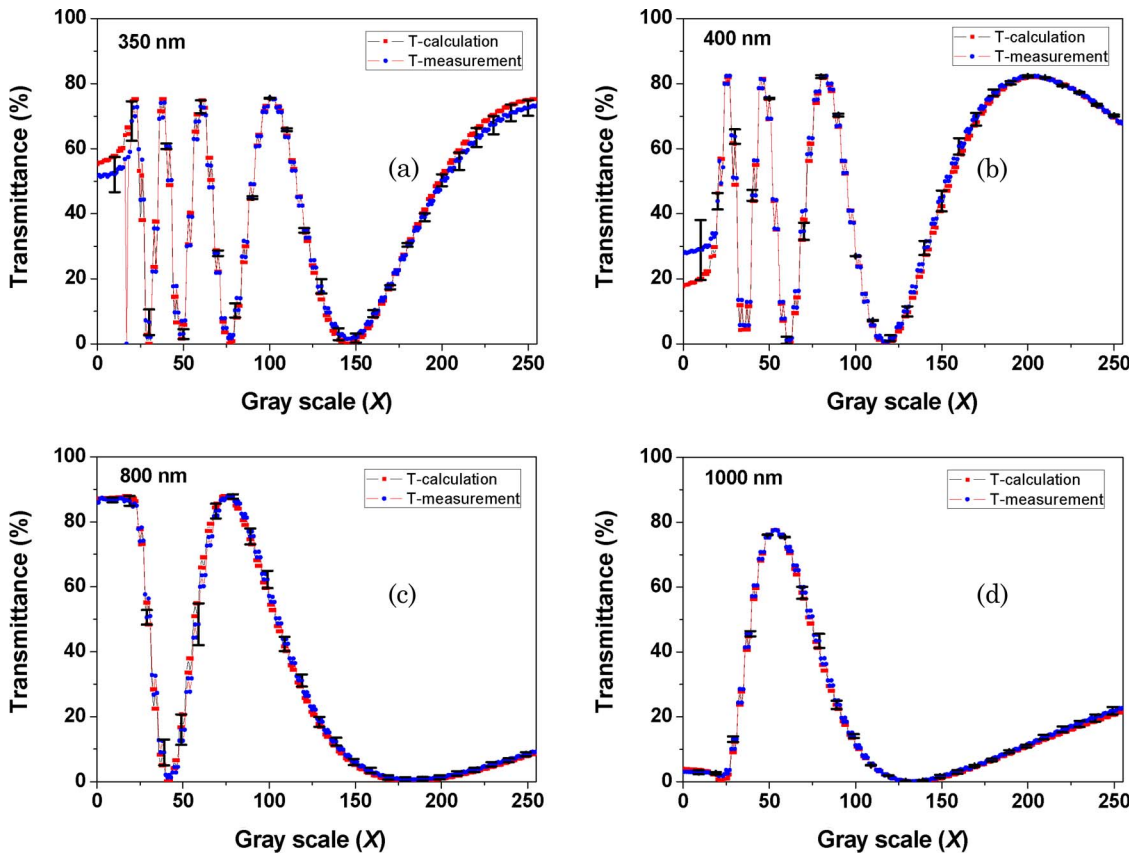 350 nm
T-calculation
T-measurement
(a)
Transmittance (%)
100
80
60
40
20
0
0 50 100 150 200 250
Gray scale (X)
400 nm
T-calculation
T-measurement
(b)
Transmittance (%)
100
80
60
40
20
0
0 50 100 150 200 250
Gray scale (X)
800 nm
T-calculation
T-measurement
(c)
Transmittance (%)
100
80
60
40
20
0
0 50 100 150 200 250
Gray scale (X)
1000 nm
T-calculation
T-measurement
(d)
Transmittance (%)
100
80
60
40
20
0
0 50 100 150 200 250
Gray scale (X)